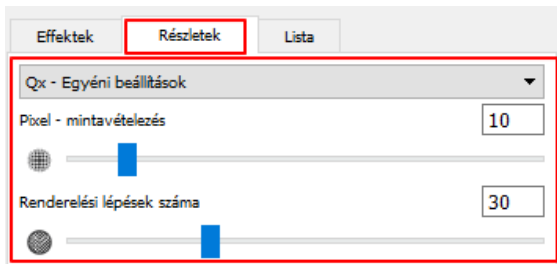 Effektek Részletek Lista
Qx - Egyéni beállítások
Pixel - mintavételezés 10
Renderelési lépések száma 30